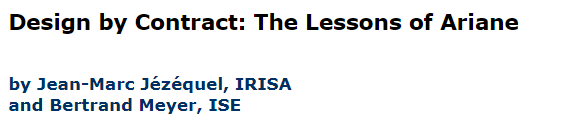 Design by Contract: The Lessons of Ariane
by Jean-Marc Jézéquel, IRISA
and Bertrand Meyer, ISE